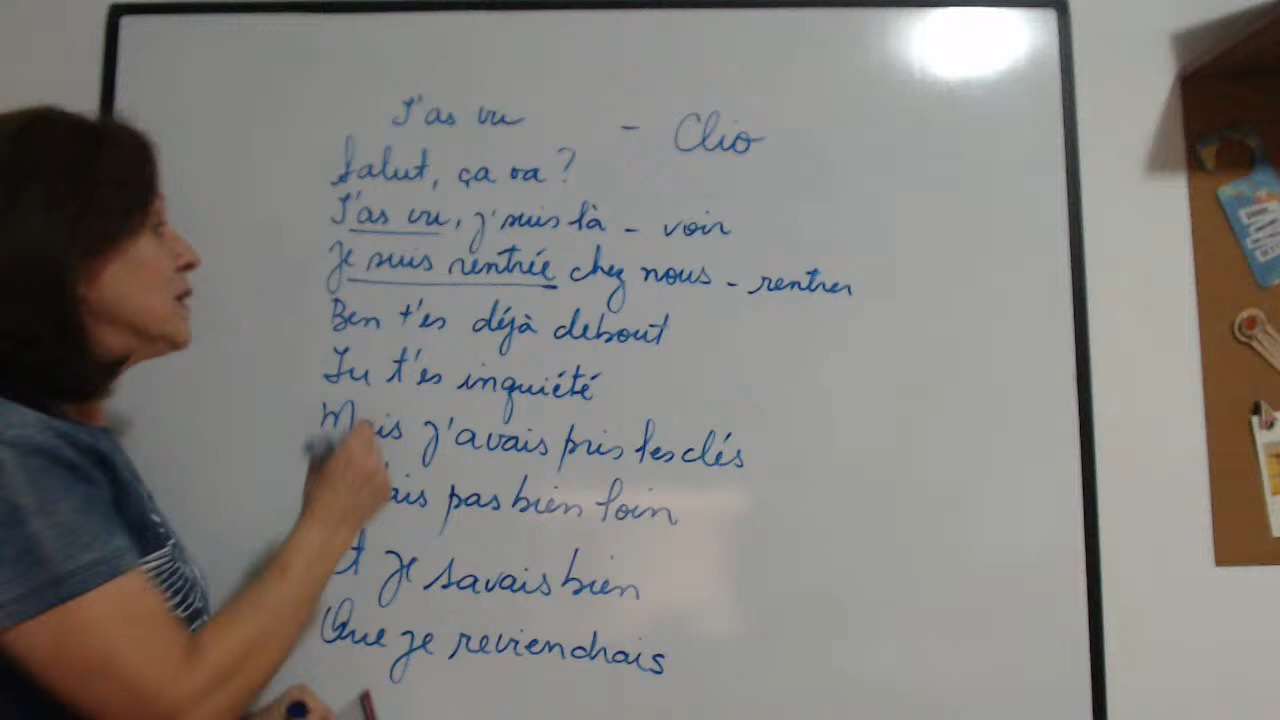 T'as vu - Clio
Salut, ça va?
T'as vu, j'suis là - voir
Je suis rentrée chez nous - rentrer
Ben t'es déjà debout
Tu t'es inquiété
Mais j'avais pris les clés
pas bien loin
je savais bien
Que je reviendrais